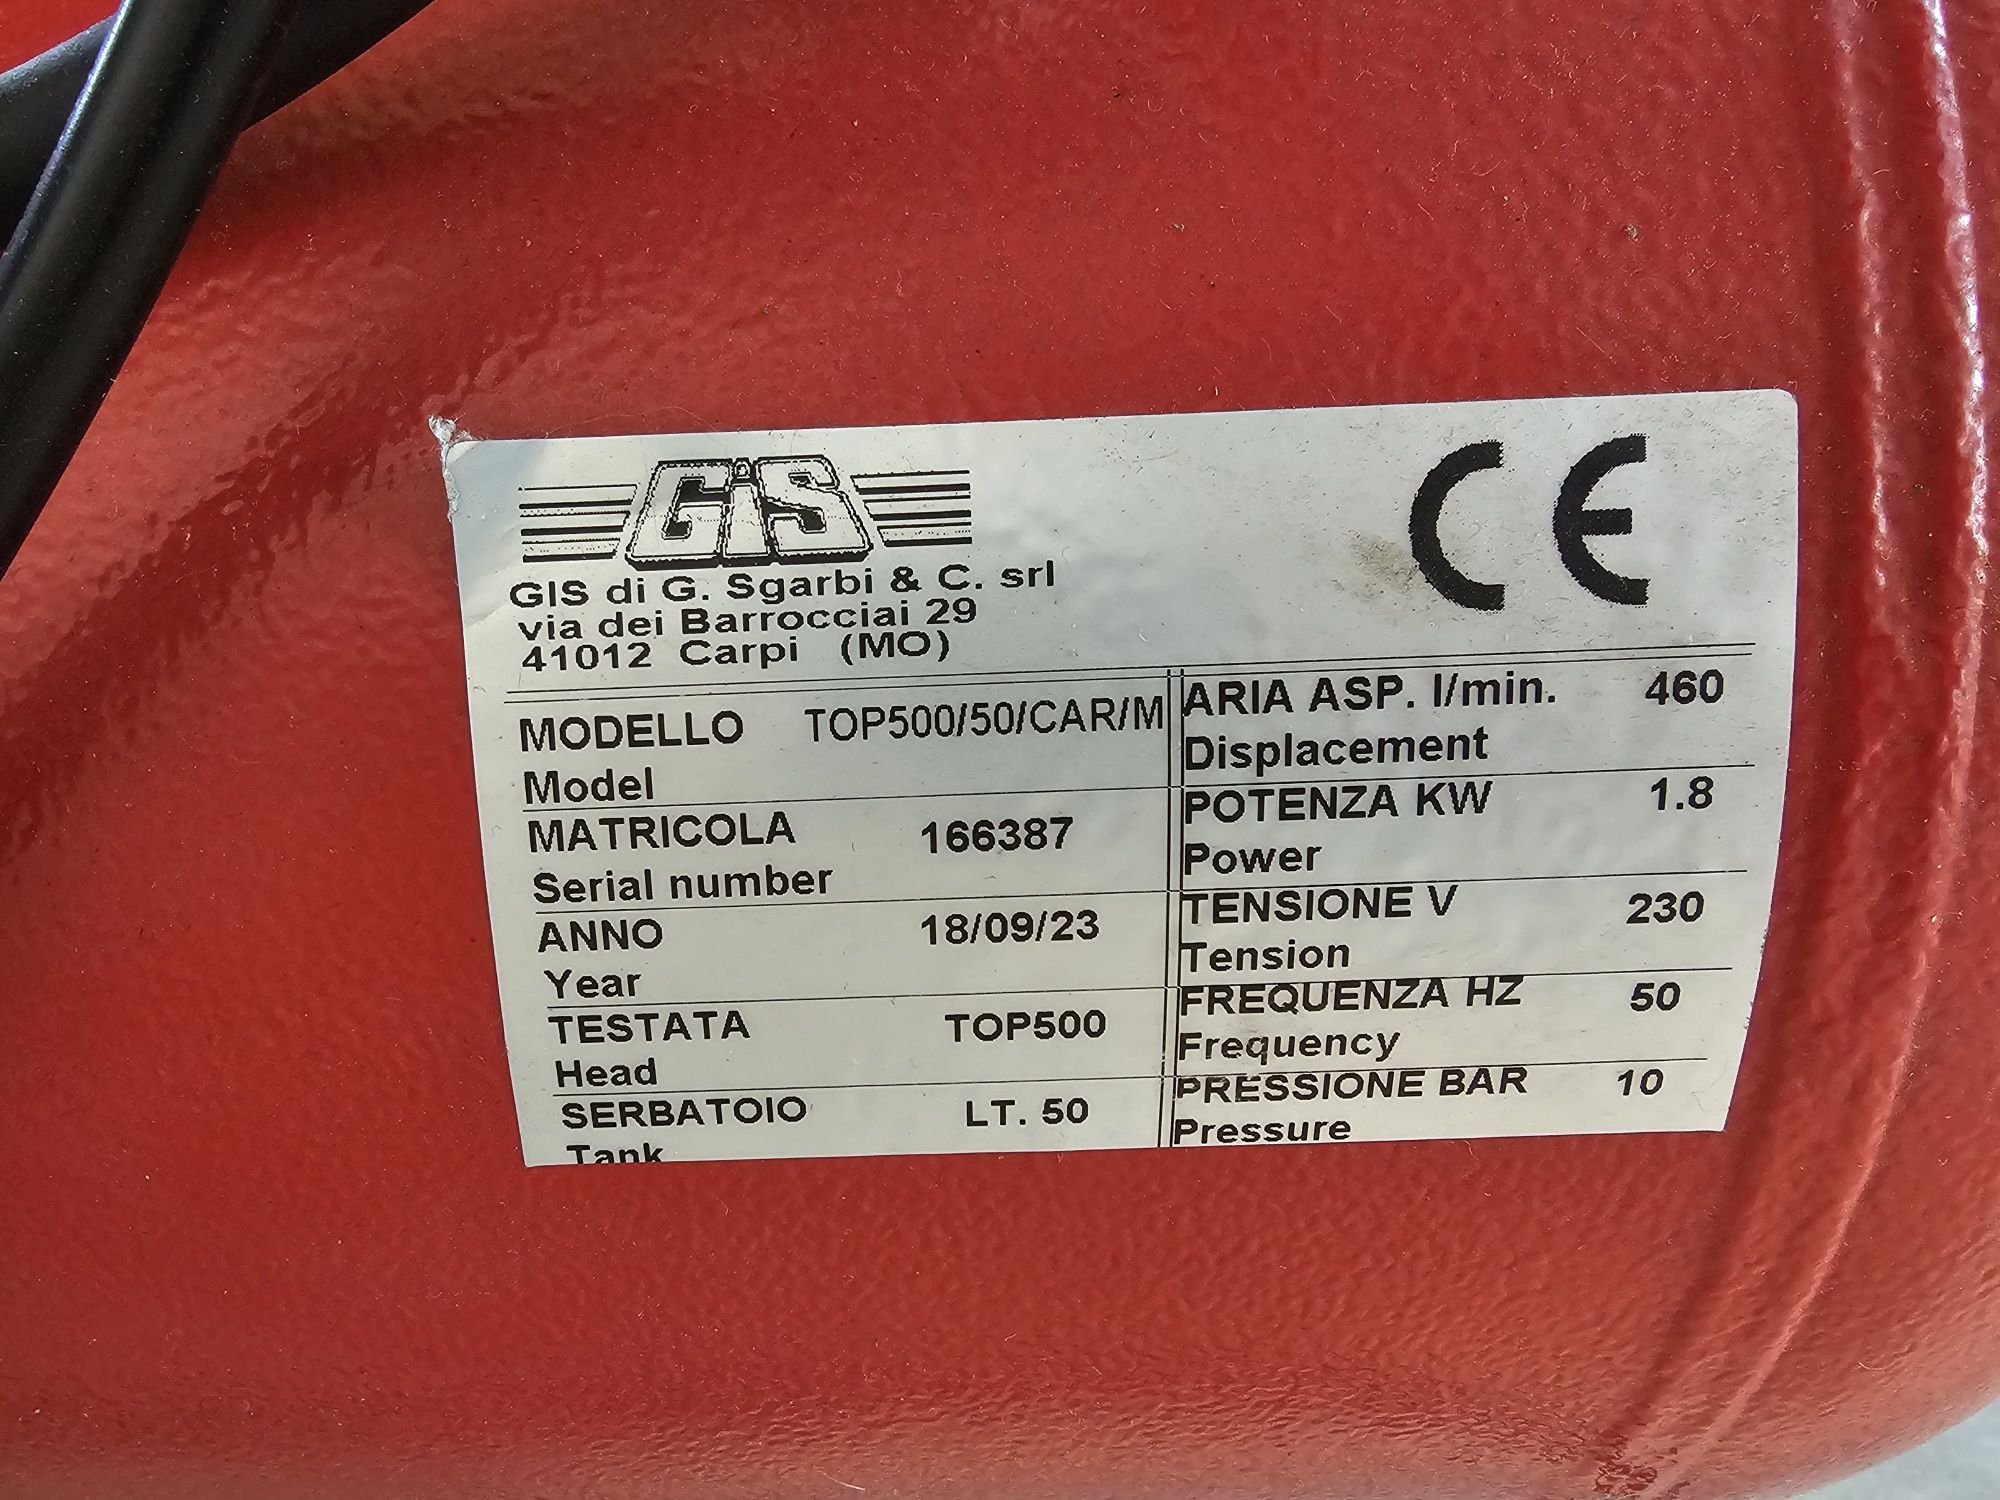 GiS
CE
GIS di G. Sgarbi & C. srl
via dei Barrocciai 29
41012 Carpi (MO)
MODELLO TOP500/50/CAR/M
Model
MATRICOLA 166387
Serial number
ANNO 18/09/23
Year
TESTATA TOP500
Head
SERBATOIO LT. 50
Tank
ARIA ASP. l/min. 460
Displacement
POTENZA KW 1.8
Power
TENSIONE V 230
Tension
FREQUENZA HZ 50
Frequency
PRESSIONE BAR 10
Pressure